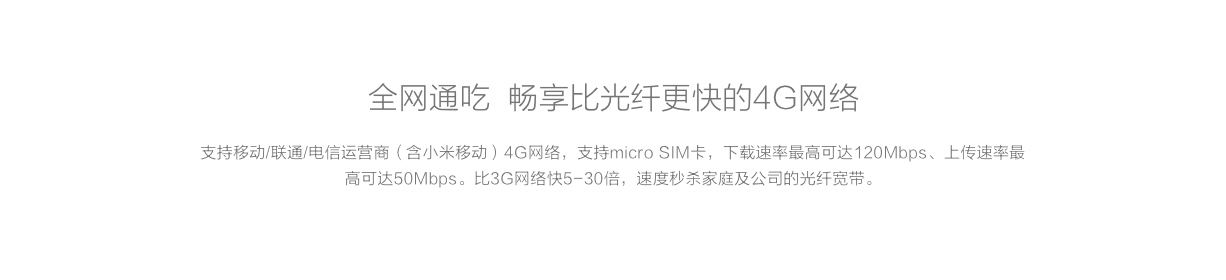 全网通吃 畅享比光纤更快的4G网络
支持移动/联通/电信运营商（含小米移动）4G网络，支持micro SIM卡，下载速率最高可达120Mbps、上传速率最
高可达50Mbps。比3G网络快5-30倍，速度秒杀家庭及公司的光纤宽带。